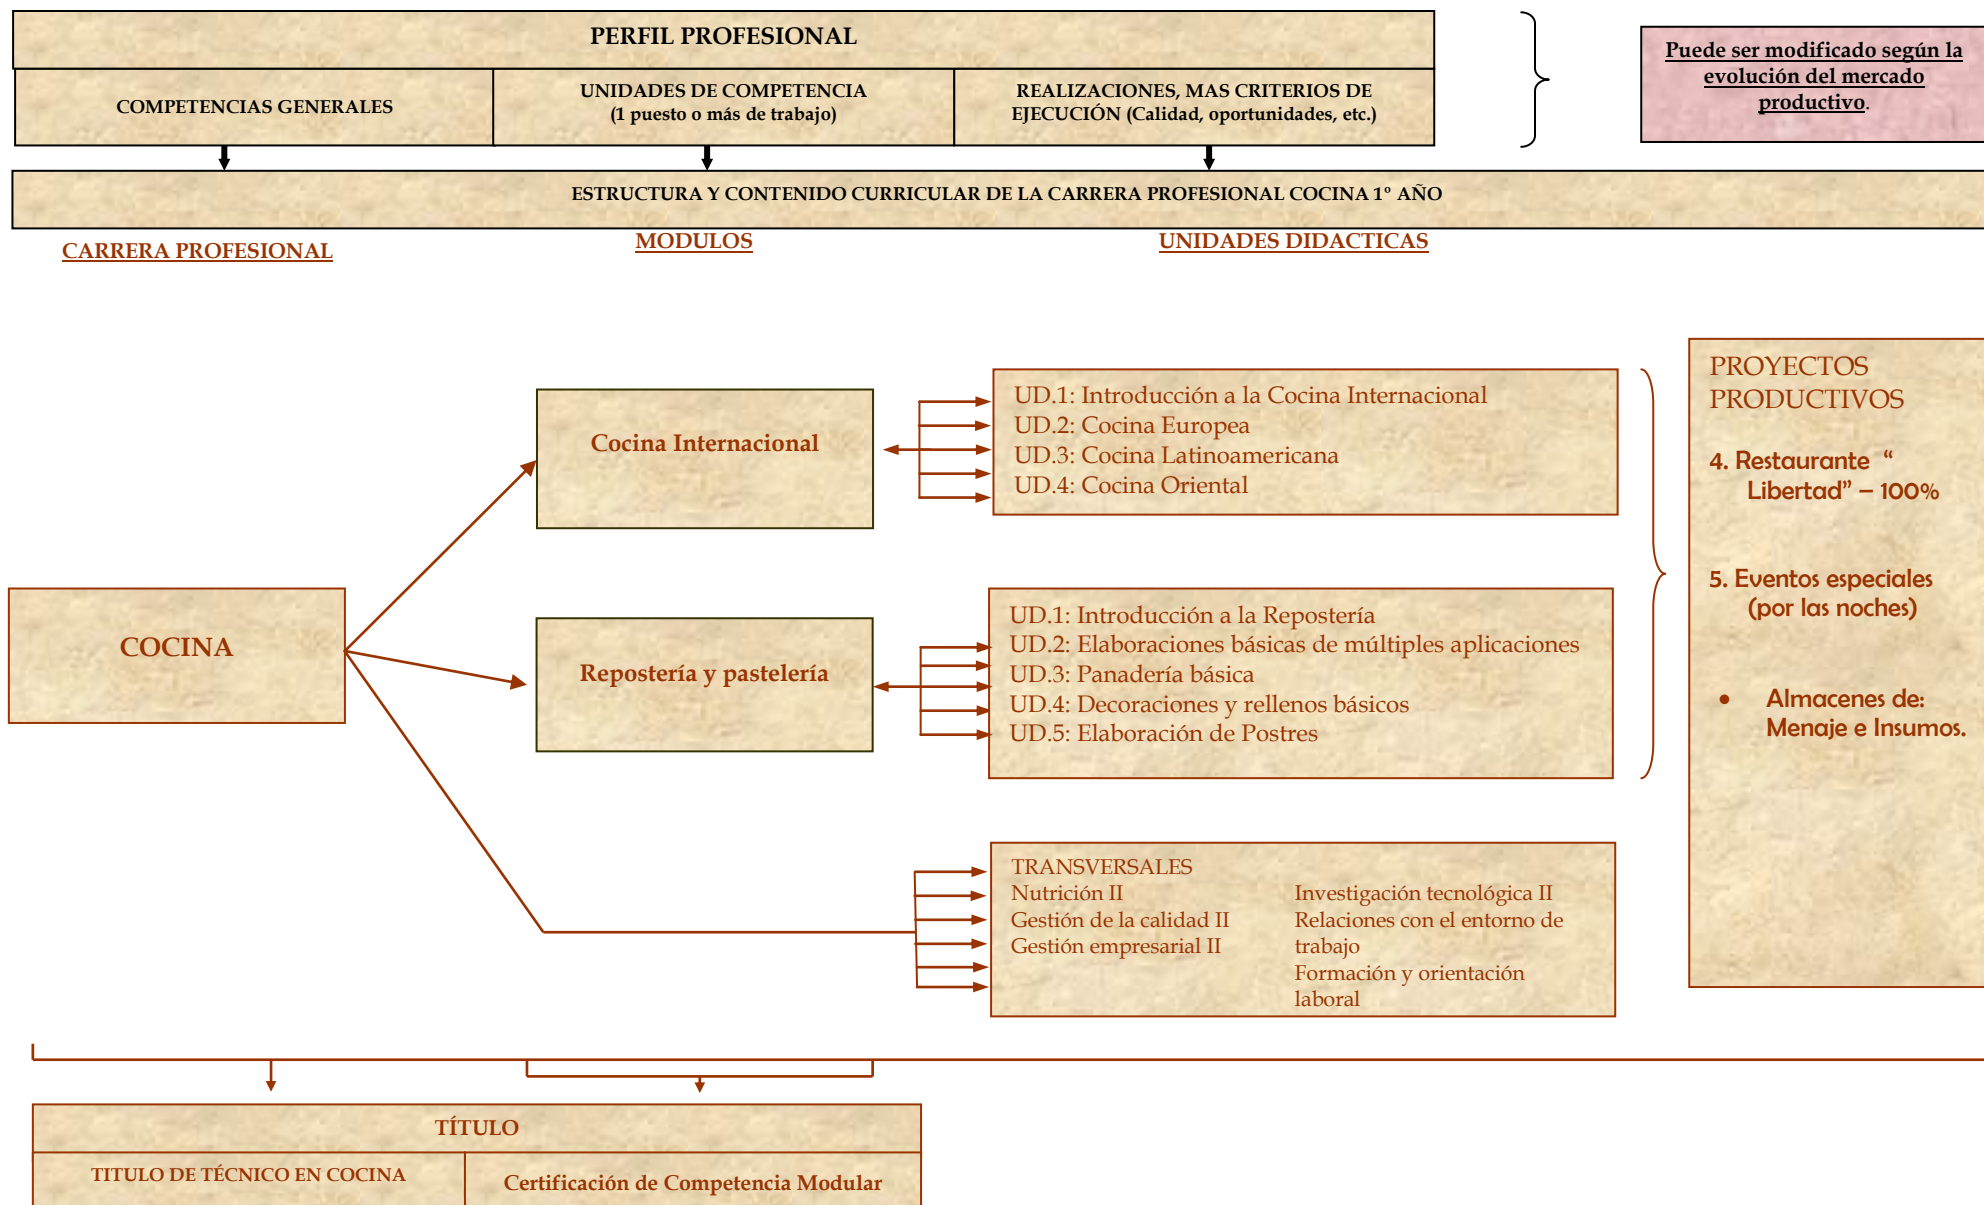 PERFIL PROFESIONAL
COMPETENCIAS GENERALES
UNIDADES DE COMPETENCIA
(1 puesto o más de trabajo)
REALIZACIONES, MAS CRITERIOS DE
EJECUCIÓN (Calidad, oportunidades, etc.)
Puede ser modificado según la
evolución del mercado
productivo.
ESTRUCTURA Y CONTENIDO CURRICULAR DE LA CARRERA PROFESIONAL COCINA 1º AÑO
CARRERA PROFESIONAL
MODULOS
UNIDADES DIDACTICAS
COCINA
Cocina Internacional
UD.1: Introducción a la Cocina Internacional
UD.2: Cocina Europea
UD.3: Cocina Latinoamericana
UD.4: Cocina Oriental
Repostería y pastelería
UD.1: Introducción a la Repostería
UD.2: Elaboraciones básicas de múltiples aplicaciones
UD.3: Panadería básica
UD.4: Decoraciones y rellenos básicos
UD.5: Elaboración de Postres
TRANSVERSALES
Nutrición II
Gestión de la calidad II
Gestión empresarial II
Investigación tecnológica II
Relaciones con el entorno de
trabajo
Formación y orientación
laboral
PROYECTOS
PRODUCTIVOS
4. Restaurante “
Libertad” – 100%
5. Eventos especiales
(por las noches)
• Almacenes de:
Menaje e Insumos.
TÍTULO
TITULO DE TÉCNICO EN COCINA
Certificación de Competencia Modular